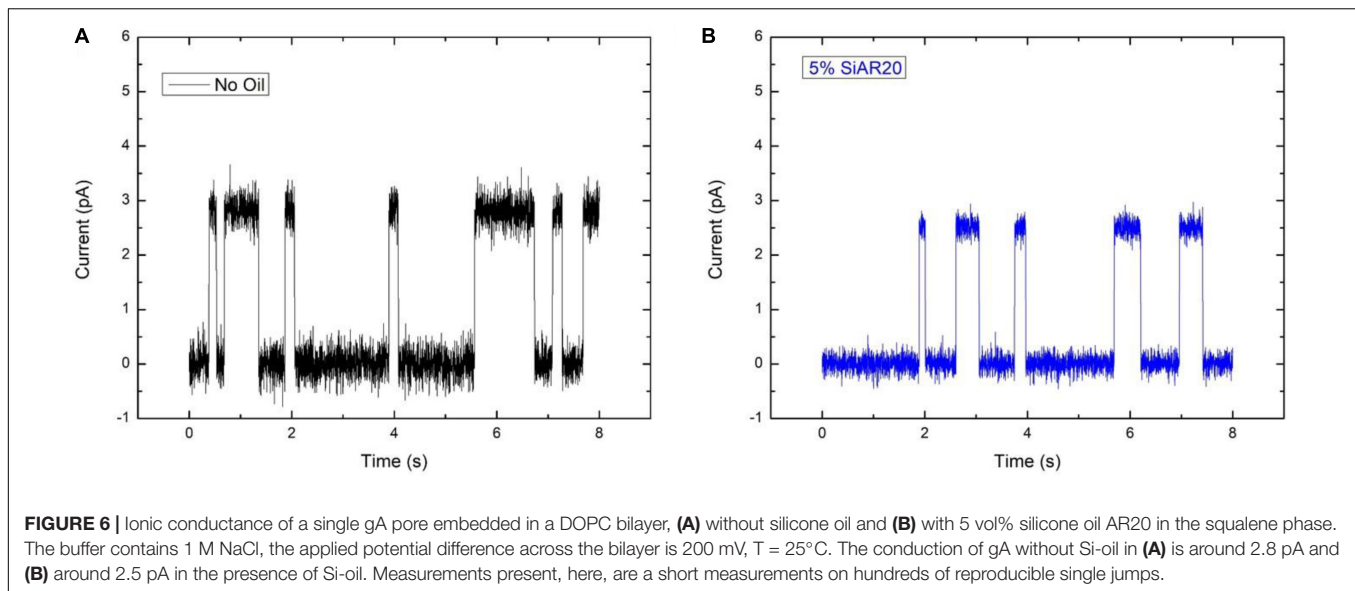 A
6
5
4
3
2
1
0
-1
Current (pA)
No Oil
0 2 4 6 8
Time (s)
B
6
5
4
3
2
1
0
-1
Current (pA)
5% SiAR20
0 2 4 6 8
Time (s)
FIGURE 6 | Ionic conductance of a single gA pore embedded in a DOPC bilayer, (A) without silicone oil and (B) with 5 vol% silicone oil AR20 in the squalene phase.
The buffer contains 1 M NaCl, the applied potential difference across the bilayer is 200 mV, T = 25°C. The conduction of gA without Si-oil in (A) is around 2.8 pA and
(B) around 2.5 pA in the presence of Si-oil. Measurements present, here, are a short measurements on hundreds of reproducible single jumps.